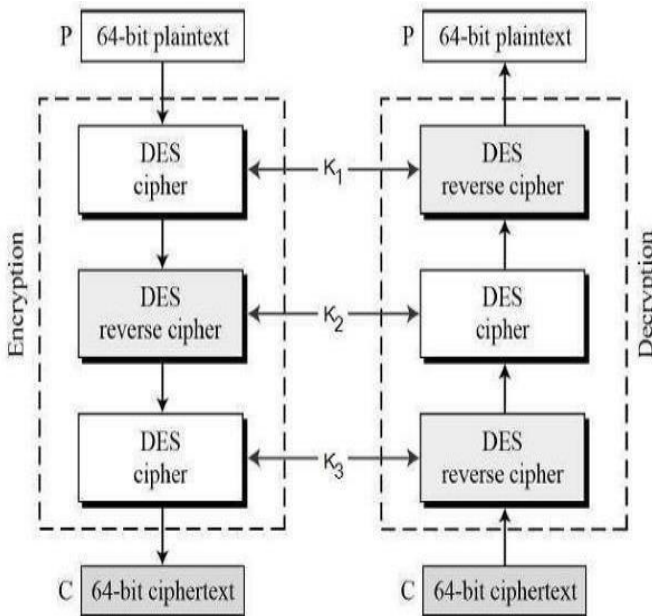 P 64-bit plaintext
Encryption
DES
cipher
DES
reverse cipher
DES
cipher
C 64-bit ciphertext
K1
K2
K3
P 64-bit plaintext
DES
reverse cipher
DES
cipher
DES
reverse cipher
Decryption
C 64-bit ciphertext